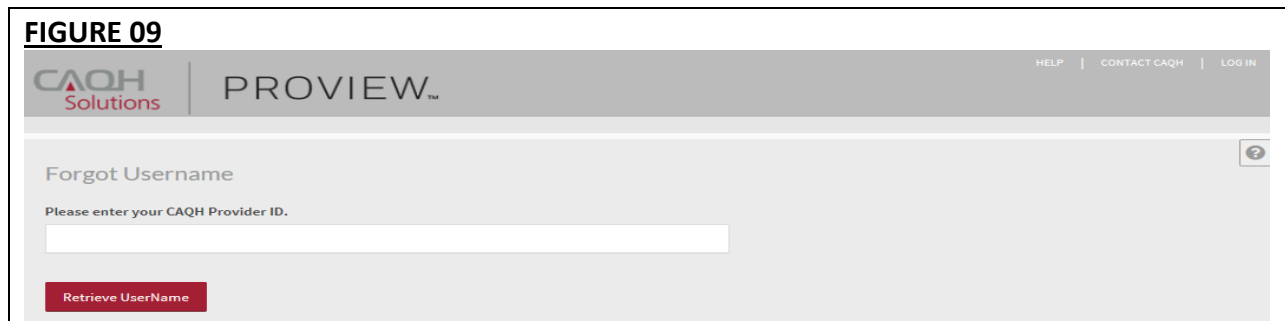 FIGURE 09
CAQH Solutions PROVIEW™ HELP | CONTACT CAQH | LOG IN
Forgot Username
Please enter your CAQH Provider ID.
Retrieve UserName